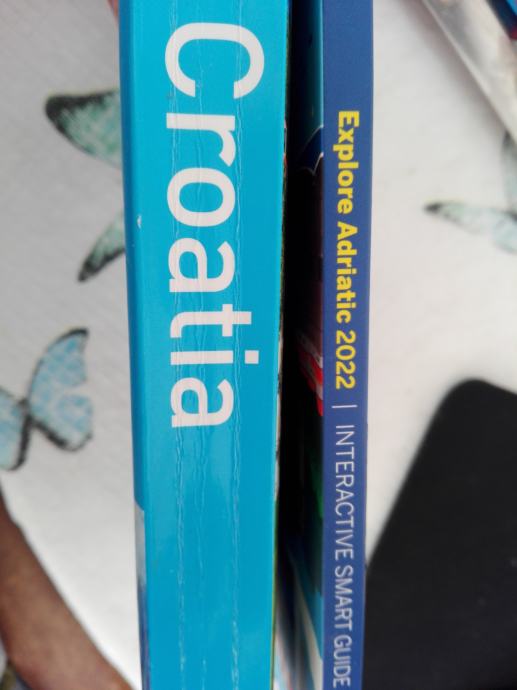 Croatia
Explore Adriatic 2022 | INTERACTIVE SMART GUIDE